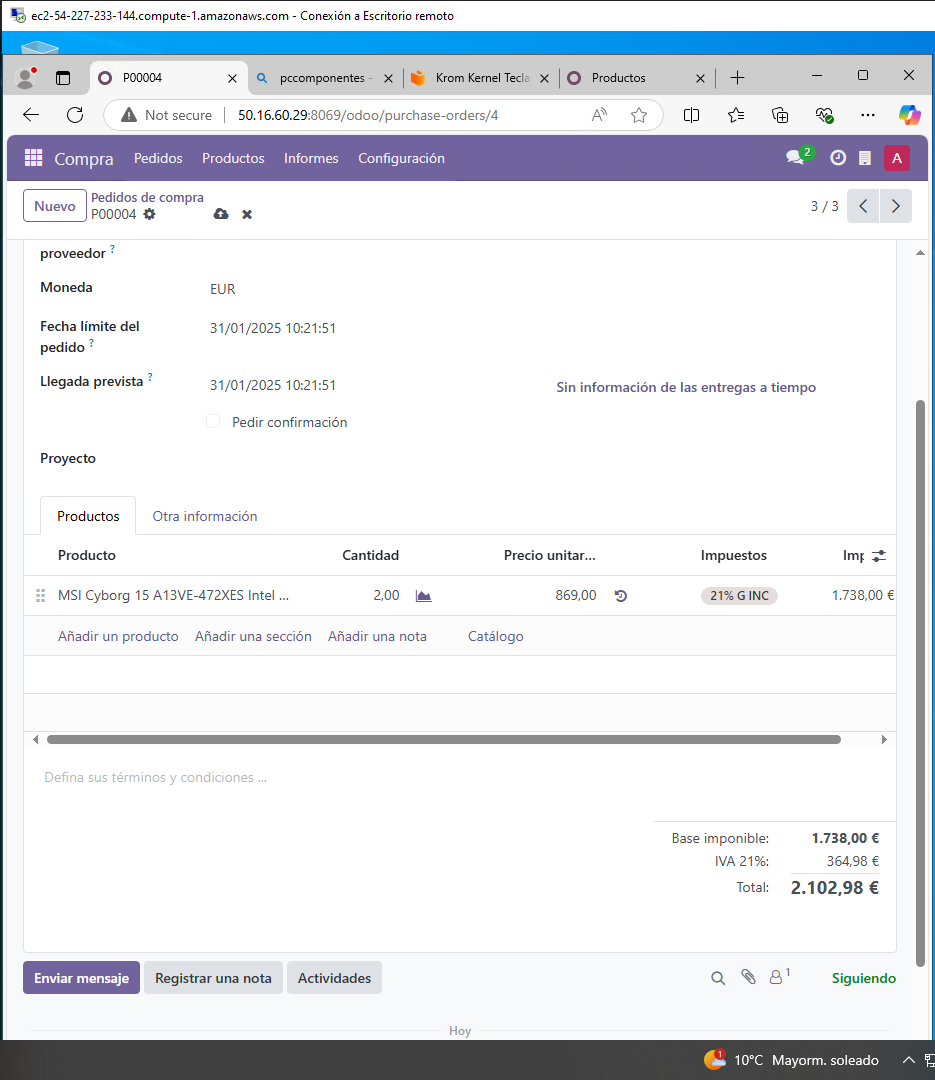 ec2-54-227-233-144.compute-1.amazonaws.com - Conexión a Escritorio remoto
P00004
pccomponentes -
Krom Kernel Tecla
Productos
Not secure
50.16.60.29:8069/odoo/purchase-orders/4
Compra Pedidos Productos Informes Configuración 2 A
Nuevo
Pedidos de compra
P00004
3 / 3
proveedor ?
Moneda
EUR
Fecha límite del
pedido ?
31/01/2025 10:21:51
Llegada prevista ?
31/01/2025 10:21:51
Sin información de las entregas a tiempo
Pedir confirmación
Proyecto
Productos Otra información
Producto Cantidad Precio unitar... Impuestos Imp
MSI Cyborg 15 A13VE-472XES Intel ... 2,00 869,00 21% G INC 1.738,00 €
Añadir un producto Añadir una sección Añadir una nota Catálogo
Defina sus términos y condiciones ...
Base imponible: 1.738,00 €
IVA 21%: 364,98 €
Total: 2.102,98 €
Enviar mensaje Registrar una nota Actividades 1 Siguiendo
Hoy
1 10°C Mayorm. soleado